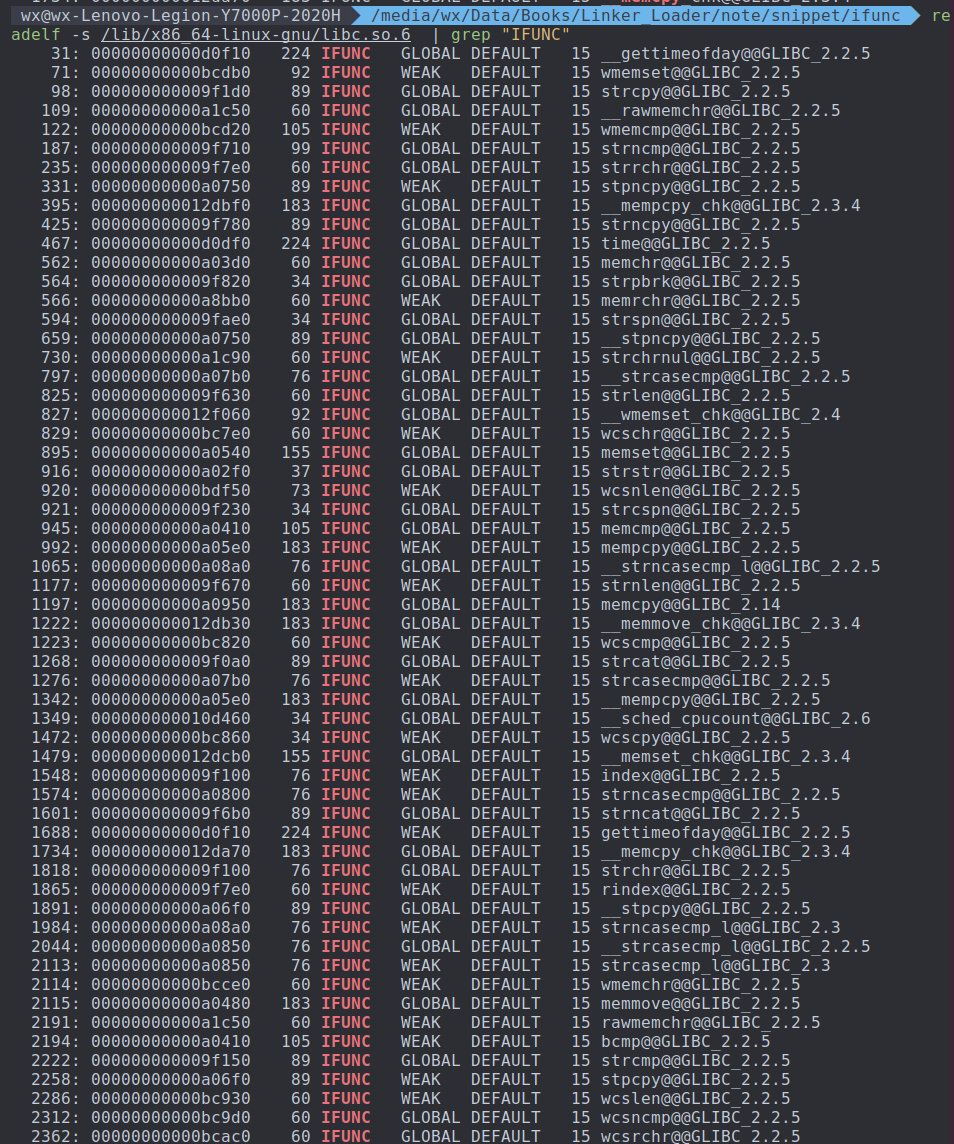 wx@wx-Lenovo-Legion-Y7000P-2020H /media/wx/Data/Books/Linker_Loader/note/snippet/ifunc re
adelf -s /lib/x86_64-linux-gnu/libc.so.6 | grep "IFUNC"
31: 00000000000d0f10 224 IFUNC GLOBAL DEFAULT 15 __gettimeofday@@GLIBC_2.2.5
71: 00000000000bcdb0 92 IFUNC WEAK DEFAULT 15 wmemset@@GLIBC_2.2.5
98: 000000000009f1d0 89 IFUNC GLOBAL DEFAULT 15 strcpy@@GLIBC_2.2.5
109: 00000000000a1c50 60 IFUNC GLOBAL DEFAULT 15 __rawmemchr@@GLIBC_2.2.5
122: 00000000000bcd20 105 IFUNC WEAK DEFAULT 15 wmemcmp@@GLIBC_2.2.5
187: 000000000009f710 99 IFUNC GLOBAL DEFAULT 15 strncmp@@GLIBC_2.2.5
235: 000000000009f7e0 60 IFUNC GLOBAL DEFAULT 15 strrchr@@GLIBC_2.2.5
331: 00000000000a0750 89 IFUNC WEAK DEFAULT 15 stpncpy@@GLIBC_2.2.5
395: 000000000012dbf0 183 IFUNC GLOBAL DEFAULT 15 __mempcpy_chk@@GLIBC_2.3.4
425: 000000000009f780 89 IFUNC GLOBAL DEFAULT 15 strncpy@@GLIBC_2.2.5
467: 00000000000d0df0 224 IFUNC GLOBAL DEFAULT 15 time@@GLIBC_2.2.5
562: 00000000000a03d0 60 IFUNC GLOBAL DEFAULT 15 memchr@@GLIBC_2.2.5
564: 000000000009f820 34 IFUNC GLOBAL DEFAULT 15 strpbrk@@GLIBC_2.2.5
566: 00000000000a8bb0 60 IFUNC WEAK DEFAULT 15 memrchr@@GLIBC_2.2.5
594: 000000000009fae0 34 IFUNC GLOBAL DEFAULT 15 strspn@@GLIBC_2.2.5
659: 00000000000a0750 89 IFUNC GLOBAL DEFAULT 15 __stpncpy@@GLIBC_2.2.5
730: 00000000000a1c90 60 IFUNC WEAK DEFAULT 15 strchrnul@@GLIBC_2.2.5
797: 00000000000a07b0 76 IFUNC GLOBAL DEFAULT 15 __strcasecmp@@GLIBC_2.2.5
825: 000000000009f630 60 IFUNC GLOBAL DEFAULT 15 strlen@@GLIBC_2.2.5
827: 000000000012f060 92 IFUNC GLOBAL DEFAULT 15 __wmemset_chk@@GLIBC_2.4
829: 00000000000bc7e0 60 IFUNC WEAK DEFAULT 15 wcschr@@GLIBC_2.2.5
895: 00000000000a0540 155 IFUNC GLOBAL DEFAULT 15 memset@@GLIBC_2.2.5
916: 00000000000a02f0 37 IFUNC GLOBAL DEFAULT 15 strstr@@GLIBC_2.2.5
920: 00000000000bdf50 73 IFUNC WEAK DEFAULT 15 wcsnlen@@GLIBC_2.2.5
921: 000000000009f230 34 IFUNC GLOBAL DEFAULT 15 strcspn@@GLIBC_2.2.5
945: 00000000000a0410 105 IFUNC GLOBAL DEFAULT 15 memcmp@@GLIBC_2.2.5
992: 00000000000a05e0 183 IFUNC WEAK DEFAULT 15 mempcpy@@GLIBC_2.2.5
1065: 00000000000a08a0 76 IFUNC GLOBAL DEFAULT 15 __strncasecmp_l@@GLIBC_2.2.5
1177: 000000000009f670 60 IFUNC WEAK DEFAULT 15 strnlen@@GLIBC_2.2.5
1197: 00000000000a0950 183 IFUNC GLOBAL DEFAULT 15 memcpy@@GLIBC_2.14
1222: 000000000012db30 183 IFUNC GLOBAL DEFAULT 15 __memmove_chk@@GLIBC_2.3.4
1223: 00000000000bc820 60 IFUNC WEAK DEFAULT 15 wcscmp@@GLIBC_2.2.5
1268: 000000000009f0a0 89 IFUNC GLOBAL DEFAULT 15 strcat@@GLIBC_2.2.5
1276: 00000000000a07b0 76 IFUNC WEAK DEFAULT 15 strcasecmp@@GLIBC_2.2.5
1342: 00000000000a05e0 183 IFUNC GLOBAL DEFAULT 15 __mempcpy@@GLIBC_2.2.5
1349: 000000000010d460 34 IFUNC GLOBAL DEFAULT 15 __sched_cpucount@@GLIBC_2.6
1472: 00000000000bc860 34 IFUNC WEAK DEFAULT 15 wcscpy@@GLIBC_2.2.5
1479: 000000000012dcb0 155 IFUNC GLOBAL DEFAULT 15 __memset_chk@@GLIBC_2.3.4
1548: 000000000009f100 76 IFUNC WEAK DEFAULT 15 index@@GLIBC_2.2.5
1574: 00000000000a0800 76 IFUNC WEAK DEFAULT 15 strncasecmp@@GLIBC_2.2.5
1601: 000000000009f6b0 89 IFUNC GLOBAL DEFAULT 15 strncat@@GLIBC_2.2.5
1688: 00000000000d0f10 224 IFUNC WEAK DEFAULT 15 gettimeofday@@GLIBC_2.2.5
1734: 000000000012da70 183 IFUNC GLOBAL DEFAULT 15 __memcpy_chk@@GLIBC_2.3.4
1818: 000000000009f100 76 IFUNC GLOBAL DEFAULT 15 strchr@@GLIBC_2.2.5
1865: 000000000009f7e0 60 IFUNC WEAK DEFAULT 15 rindex@@GLIBC_2.2.5
1891: 00000000000a06f0 89 IFUNC GLOBAL DEFAULT 15 __stpcpy@@GLIBC_2.2.5
1984: 00000000000a08a0 76 IFUNC WEAK DEFAULT 15 strncasecmp_l@@GLIBC_2.3
2044: 00000000000a0850 76 IFUNC GLOBAL DEFAULT 15 __strcasecmp_l@@GLIBC_2.2.5
2113: 00000000000a0850 76 IFUNC WEAK DEFAULT 15 strcasecmp_l@@GLIBC_2.3
2114: 00000000000bcce0 60 IFUNC WEAK DEFAULT 15 wmemchr@@GLIBC_2.2.5
2115: 00000000000a0480 183 IFUNC GLOBAL DEFAULT 15 memmove@@GLIBC_2.2.5
2191: 00000000000a1c50 60 IFUNC WEAK DEFAULT 15 rawmemchr@@GLIBC_2.2.5
2194: 00000000000a0410 105 IFUNC WEAK DEFAULT 15 bcmp@@GLIBC_2.2.5
2222: 000000000009f150 89 IFUNC GLOBAL DEFAULT 15 strcmp@@GLIBC_2.2.5
2258: 00000000000a06f0 89 IFUNC WEAK DEFAULT 15 stpcpy@@GLIBC_2.2.5
2286: 00000000000bc930 60 IFUNC WEAK DEFAULT 15 wcslen@@GLIBC_2.2.5
2312: 00000000000bc9d0 60 IFUNC GLOBAL DEFAULT 15 wcsncmp@@GLIBC_2.2.5
2362: 00000000000bcac0 60 IFUNC GLOBAL DEFAULT 15 wcsrchr@@GLIBC_2.2.5